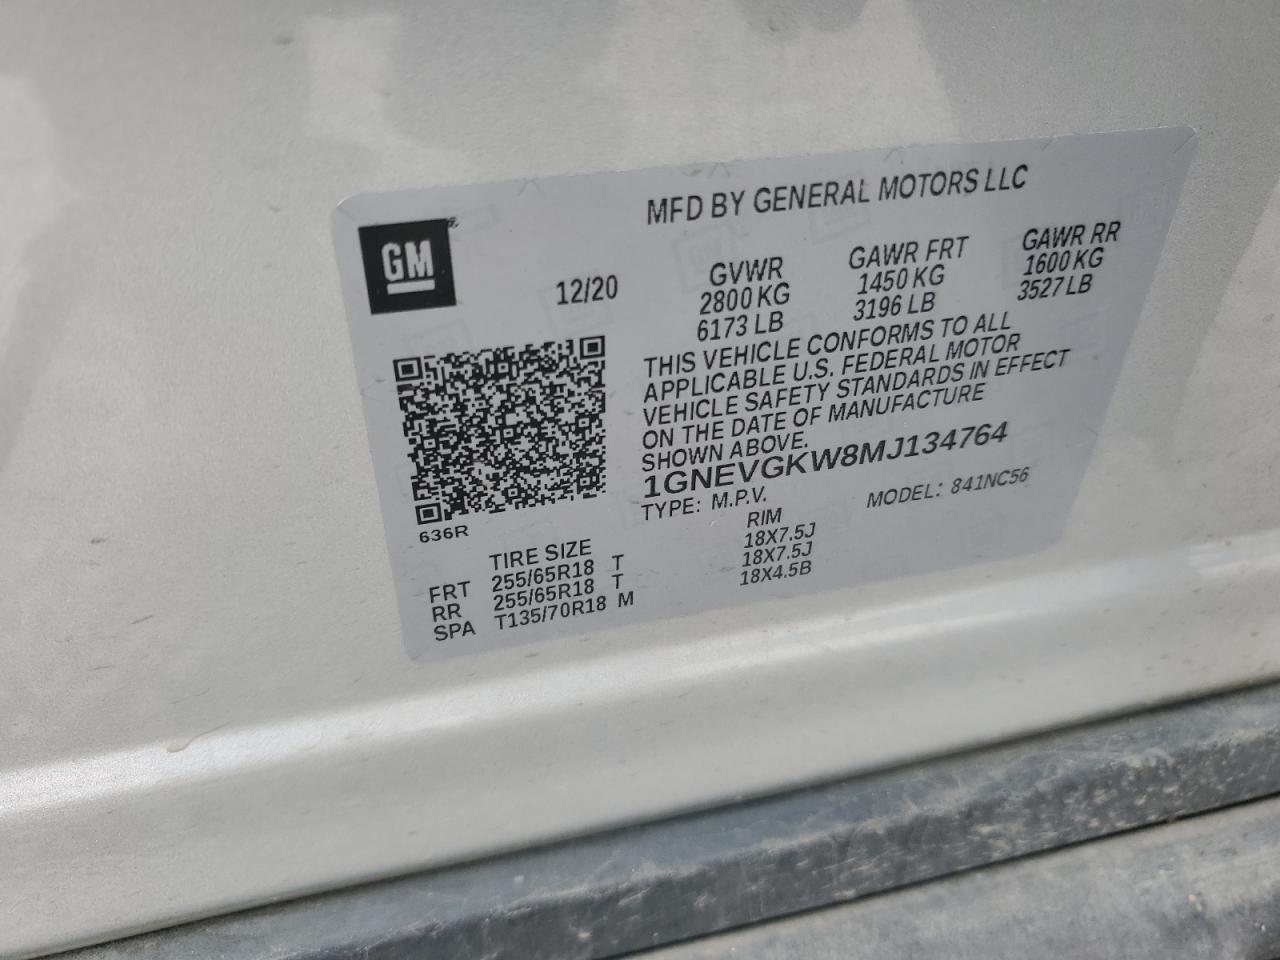 MFD BY GENERAL MOTORS LLC
GM
12/20
GVWR GAWR FRT GAWR RR
2800 KG 1450 KG 1600 KG
6173 LB 3196 LB 3527 LB
THIS VEHICLE CONFORMS TO ALL
APPLICABLE U.S. FEDERAL MOTOR
VEHICLE SAFETY STANDARDS IN EFFECT
ON THE DATE OF MANUFACTURE
SHOWN ABOVE.
1GNEVGKW8MJ134764
TYPE: M.P.V. MODEL: 841NC56
636R
TIRE SIZE RIM
FRT 255/65R18 T 18X7.5J
RR 255/65R18 T 18X7.5J
SPA T135/70R18 M 18X4.5B